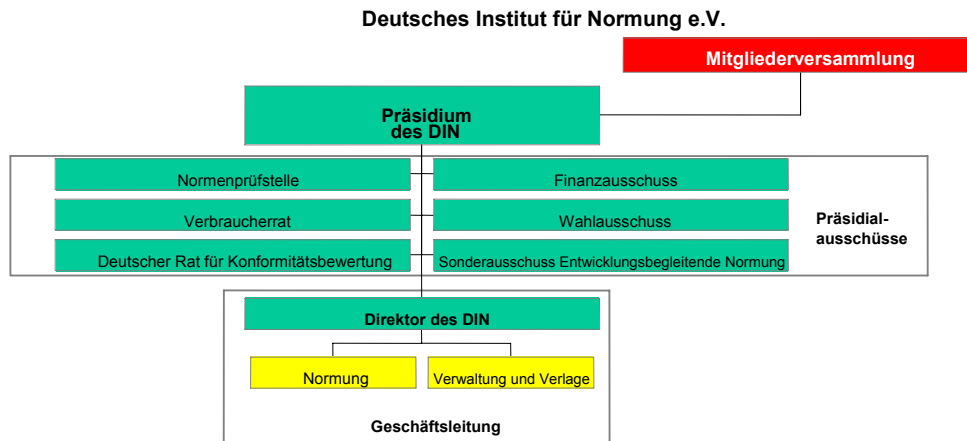 Deutsches Institut für Normung e.V.
Mitgliederversammlung
Präsidium
des DIN
Normenprüfstelle
Finanzausschuss
Verbraucherrat
Wahlausschuss
Präsidial-
ausschüsse
Deutscher Rat für Konformitätsbewertung
Sonderausschuss Entwicklungsbegleitende Normung
Direktor des DIN
Normung
Verwaltung und Verlage
Geschäftsleitung